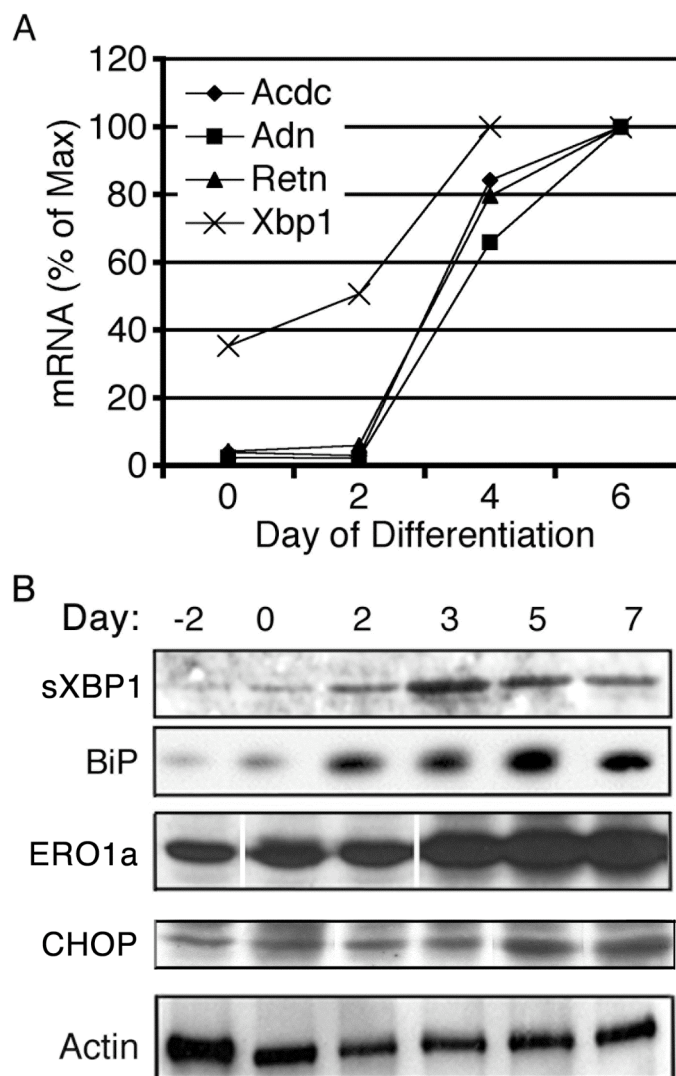 A
120
100
80
60
40
20
0
mRNA (% of Max)
Acdc
Adn
Retn
Xbp1
0 2 4 6
Day of Differentiation
B
Day: -2 0 2 3 5 7
sXBP1
BiP
ERO1a
CHOP
Actin